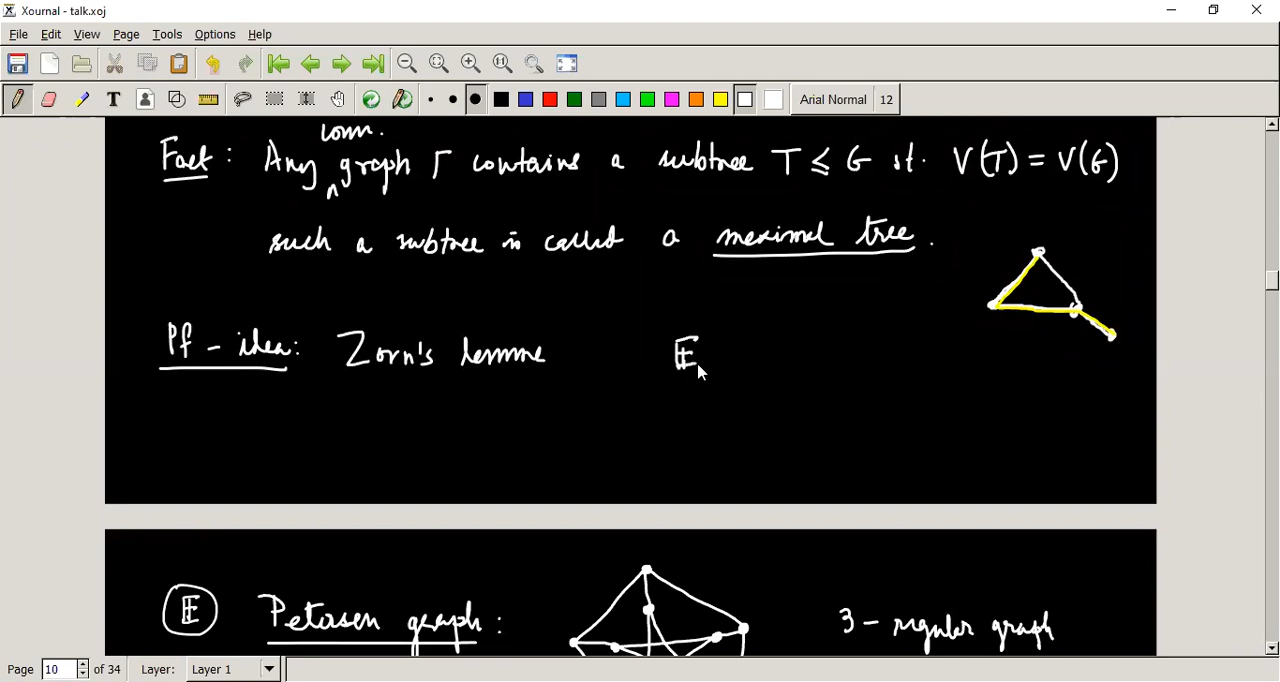 Xournal - talk.xoj
File Edit View Page Tools Options Help
Arial Normal 12
conn.
Fact: Any ^ graph Γ contains a subtree T ≤ G st. V(T) = V(G)
such a subtree is called a maximal tree.
Pf - idea: Zorn's lemma E
E Petersen graph: 3 - regular graph
Page 10 of 34 Layer: Layer 1